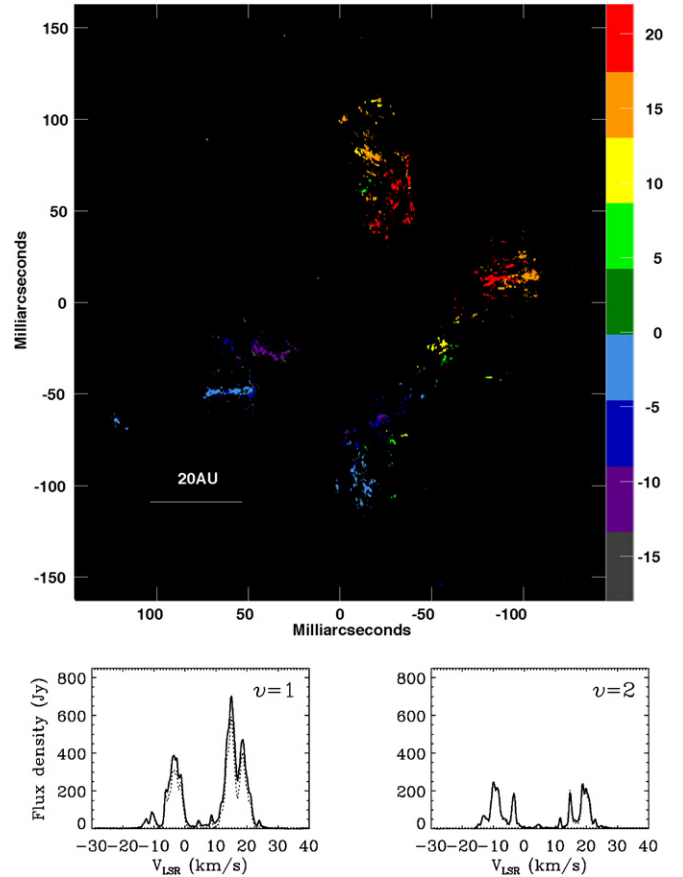 150
100
50
0
-50
-100
-150
Milliarcseconds
20AU
100 50 0 -50 -100
Milliarcseconds
20
15
10
5
0
-5
-10
-15
800
600
400
200
0
Flux density (Jy)
υ=1
-30-20-10 0 10 20 30 40
V_LSR (km/s)
800
600
400
200
0
υ=2
-30-20-10 0 10 20 30 40
V_LSR (km/s)